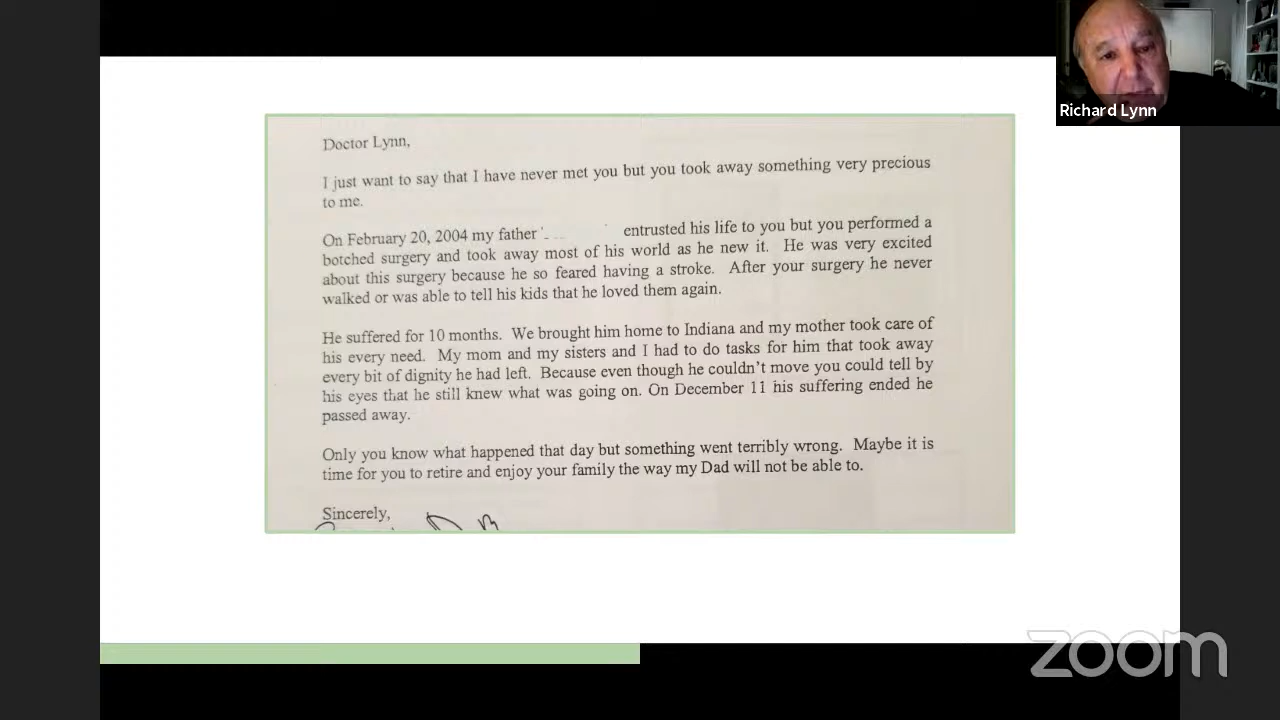 Richard Lynn
Doctor Lynn,
I just want to say that I have never met you but you took away something very precious
to me.
On February 20, 2004 my father entrusted his life to you but you performed a
botched surgery and took away most of his world as he new it. He was very excited
about this surgery because he so feared having a stroke. After your surgery he never
walked or was able to tell his kids that he loved them again.
He suffered for 10 months. We brought him home to Indiana and my mother took care of
his every need. My mom and my sisters and I had to do tasks for him that took away
every bit of dignity he had left. Because even though he couldn't move you could tell by
his eyes that he still knew what was going on. On December 11 his suffering ended he
passed away.
Only you know what happened that day but something went terribly wrong. Maybe it is
time for you to retire and enjoy your family the way my Dad will not be able to.
Sincerely,
zoom